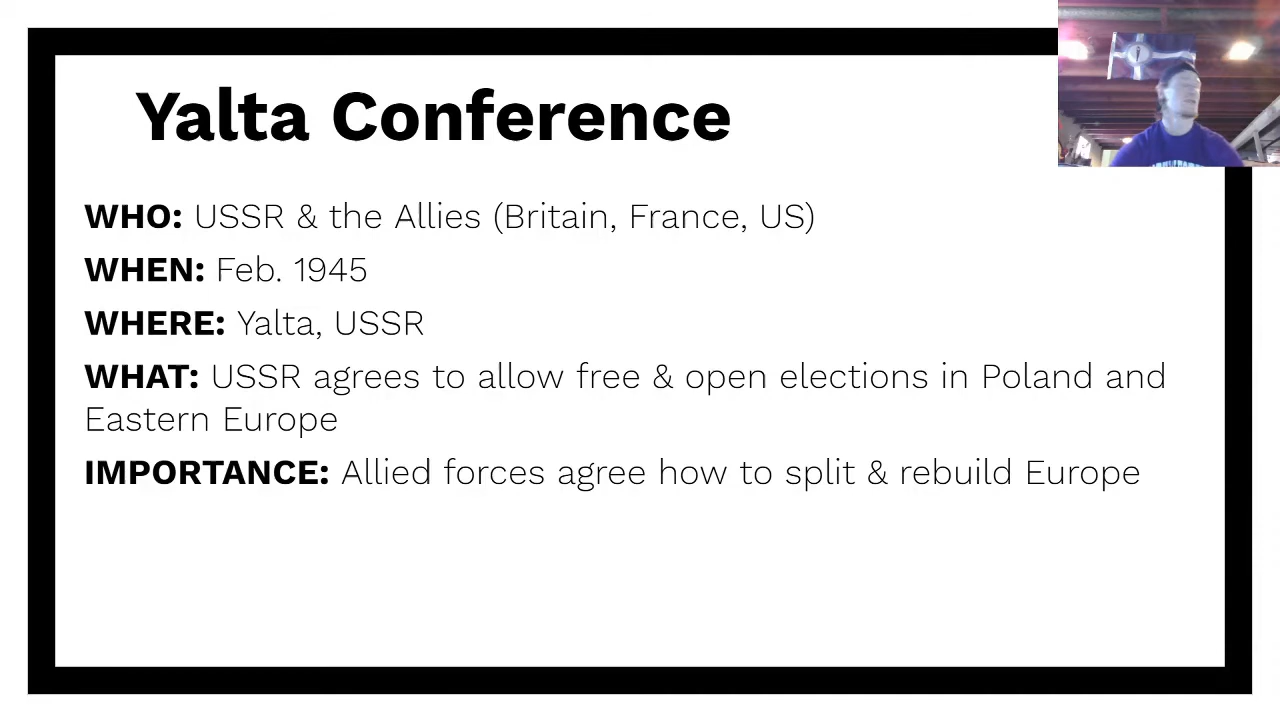 Yalta Conference
WHO: USSR & the Allies (Britain, France, US)
WHEN: Feb. 1945
WHERE: Yalta, USSR
WHAT: USSR agrees to allow free & open elections in Poland and
Eastern Europe
IMPORTANCE: Allied forces agree how to split & rebuild Europe